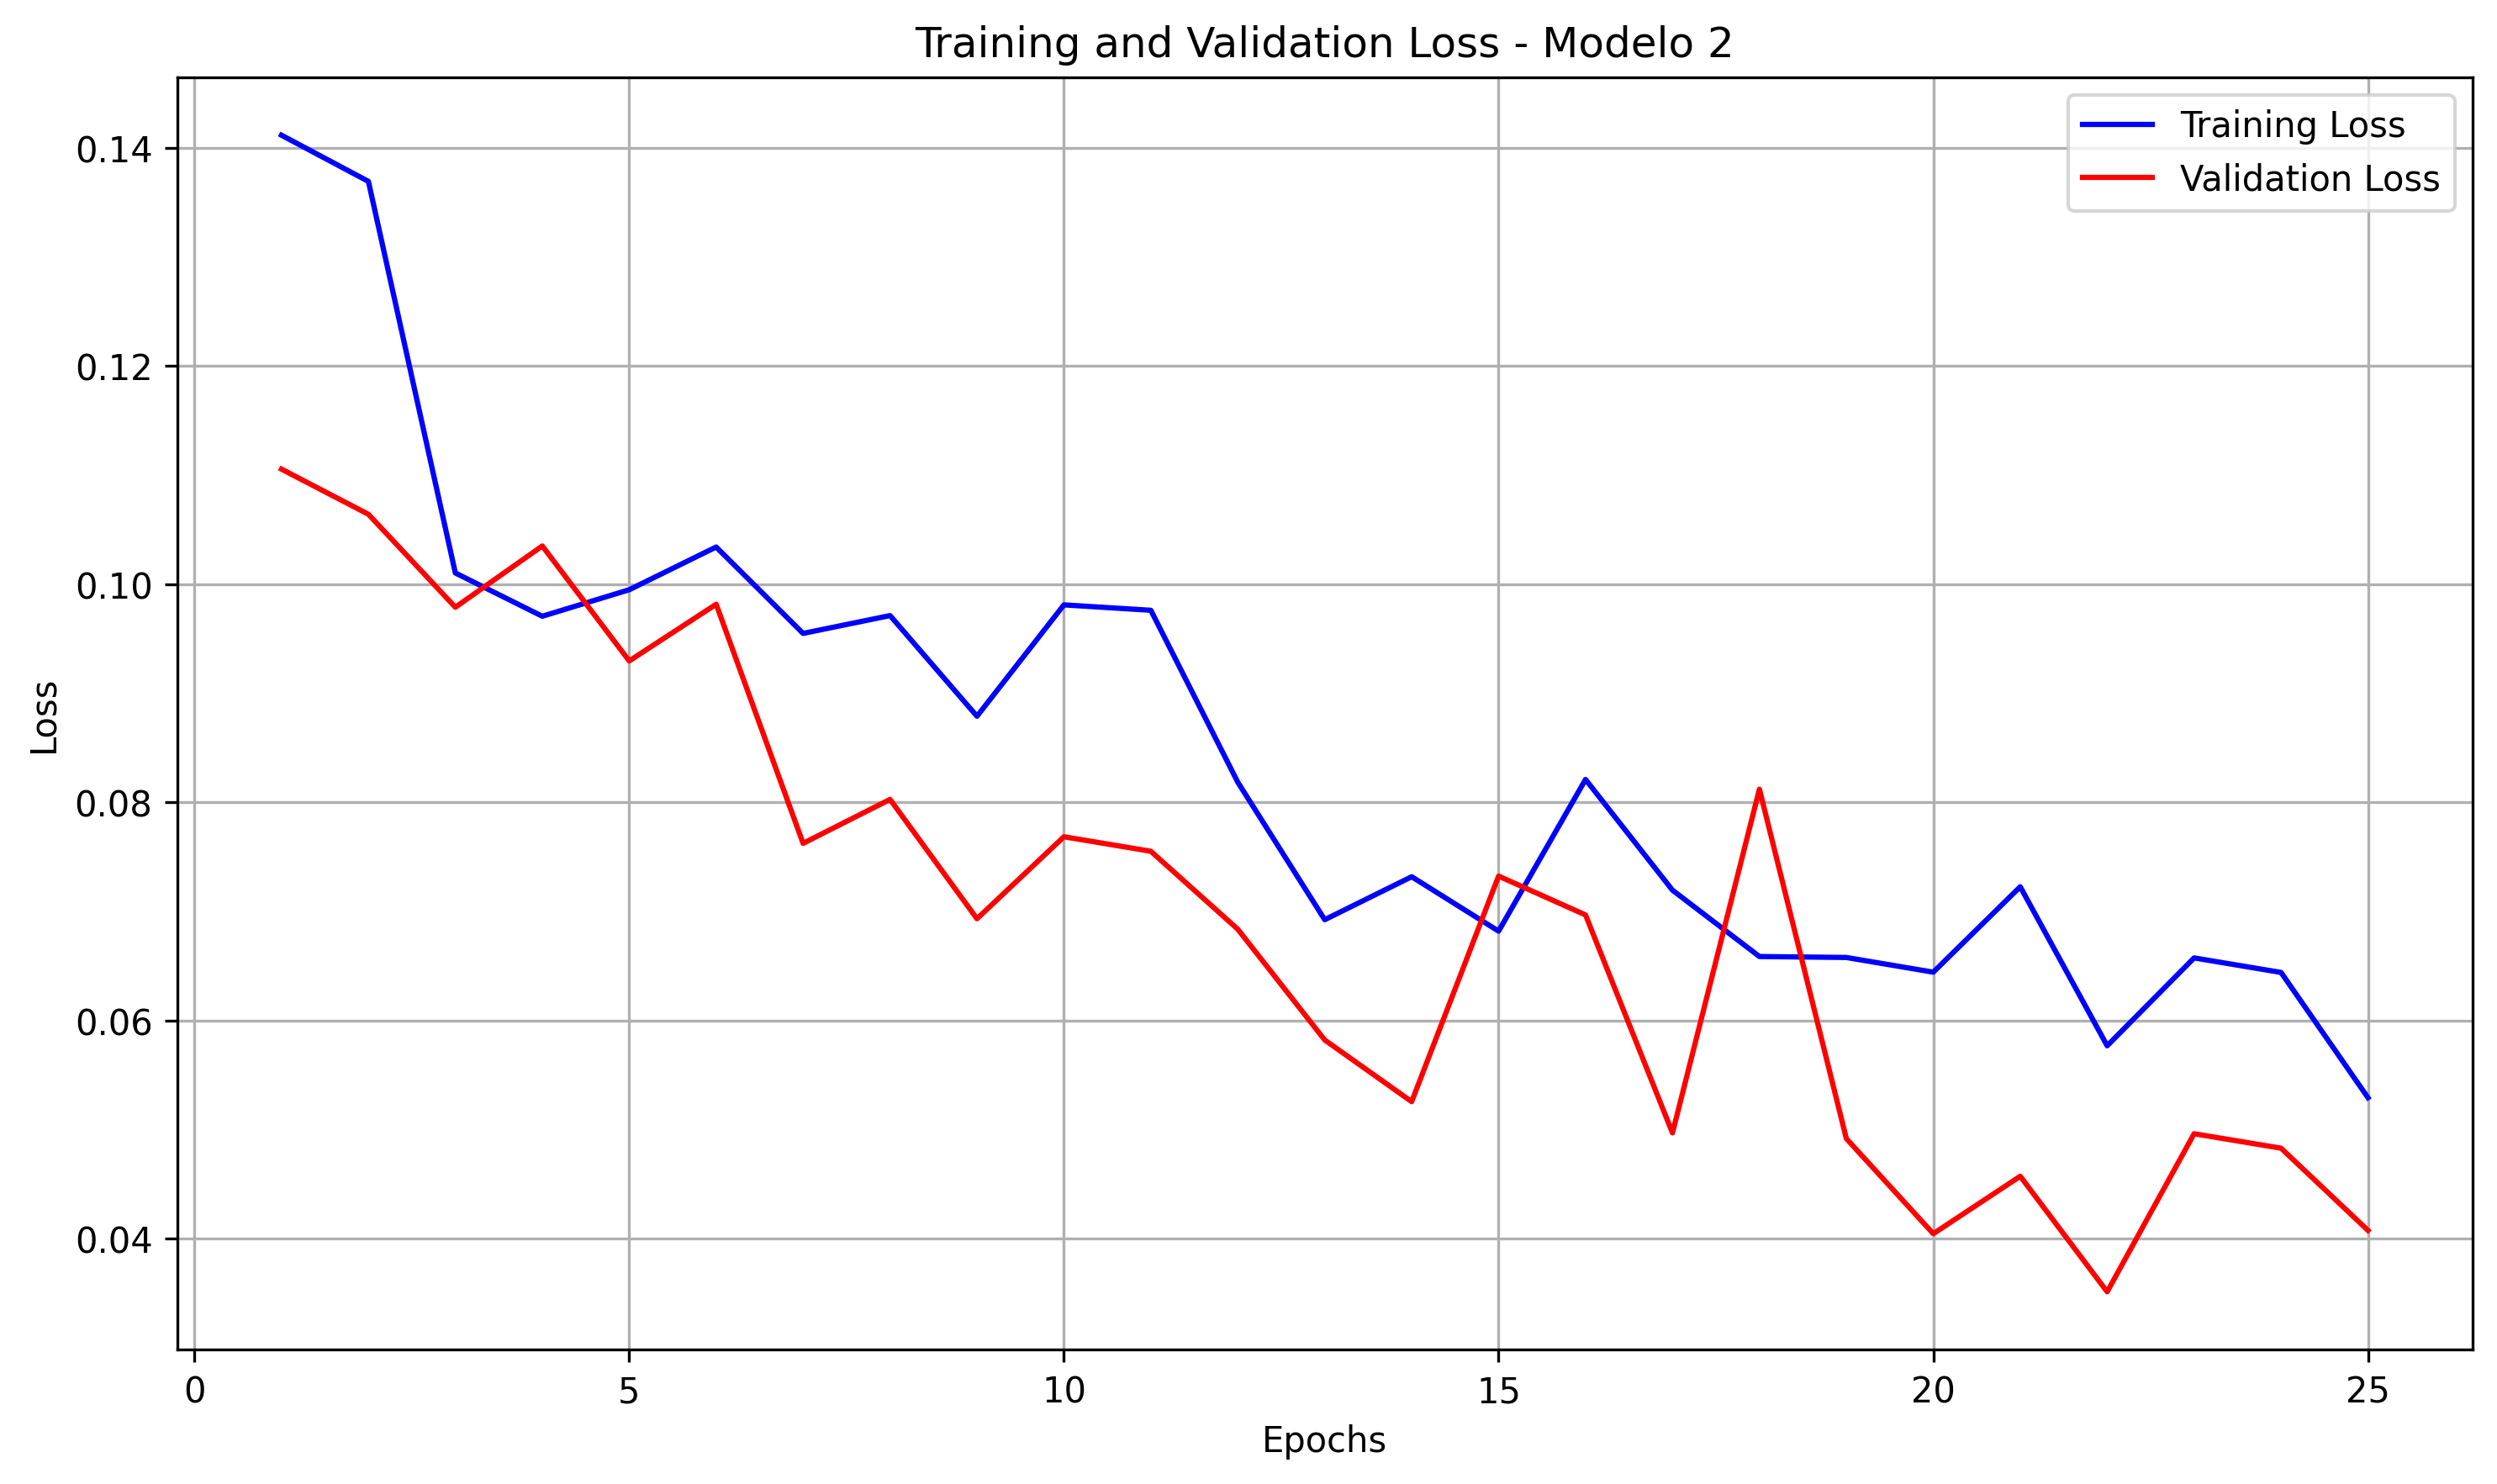 Training and Validation Loss - Modelo 2
Training Loss
Validation Loss
0.14
0.12
0.10
0.08
0.06
0.04
Loss
0 5 10 15 20 25
Epochs